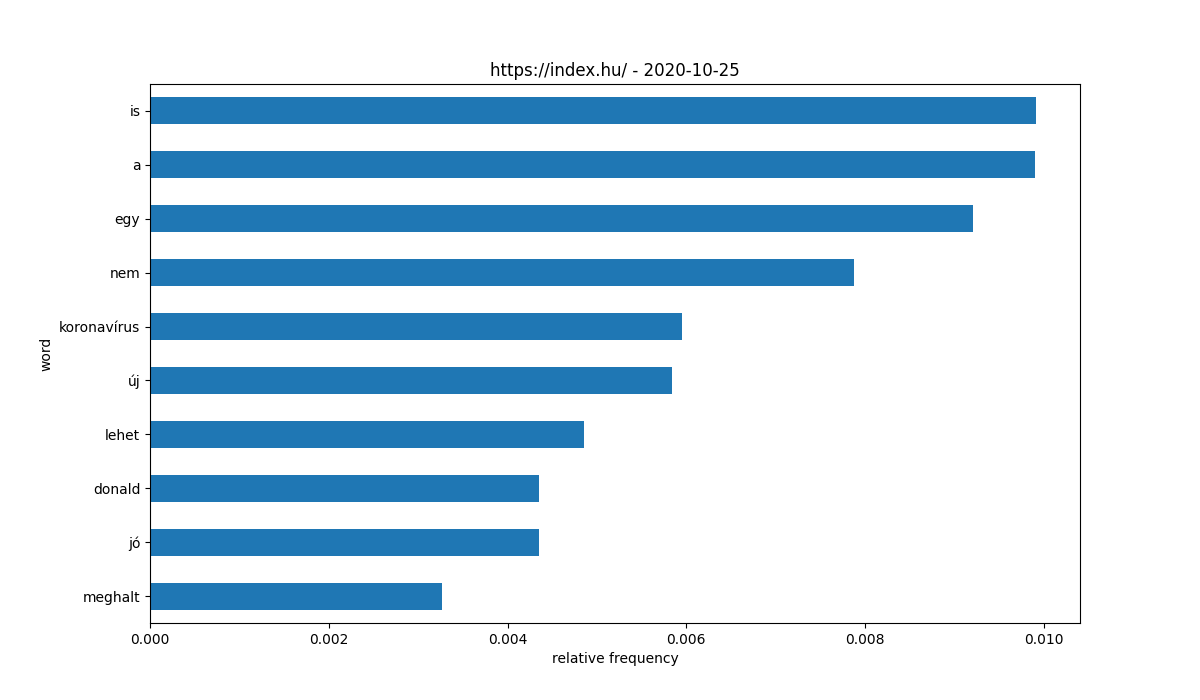 https://index.hu/ - 2020-10-25
is
a
egy
nem
koronavírus
új
lehet
donald
jó
meghalt
word
0.000 0.002 0.004 0.006 0.008 0.010
relative frequency